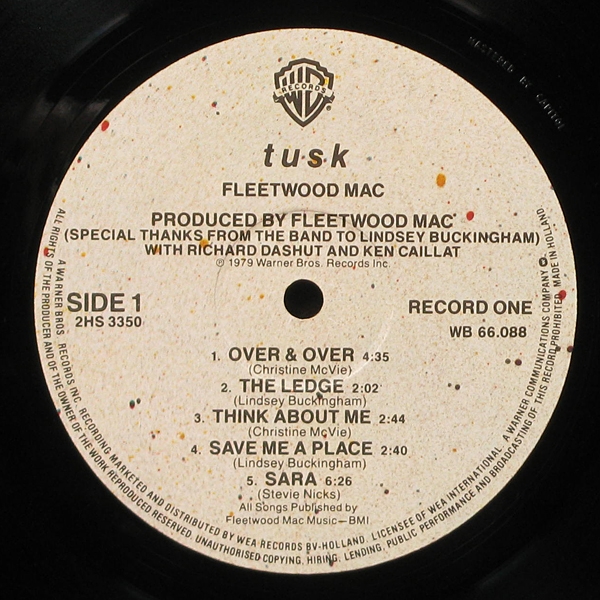 MASTERED BY CAPITOL
WB
RECORDS
tusk
FLEETWOOD MAC
PRODUCED BY FLEETWOOD MAC
(SPECIAL THANKS FROM THE BAND TO LINDSEY BUCKINGHAM)
WITH RICHARD DASHUT AND KEN CAILLAT
℗ 1979 Warner Bros. Records Inc.
SIDE 1
2HS 3350
RECORD ONE
WB 66.088
1. OVER & OVER 4:35
(Christine McVie)
2. THE LEDGE 2:02
(Lindsey Buckingham)
3. THINK ABOUT ME 2:44
(Christine McVie)
4. SAVE ME A PLACE 2:40
(Lindsey Buckingham)
5. SARA 6:26
(Stevie Nicks)
All Songs Published by
Fleetwood Mac Music—BMI
A WARNER BROS. RECORDS INC. RECORDING MARKETED AND DISTRIBUTED BY WEA RECORDS BV-HOLLAND. LICENSEE OF WEA INTERNATIONAL. A WARNER COMMUNICATIONS COMPANY
ALL RIGHTS OF THE PRODUCER AND OF THE OWNER OF THE WORK REPRODUCED RESERVED. UNAUTHORISED COPYING, HIRING, LENDING, PUBLIC PERFORMANCE AND BROADCASTING OF THIS RECORD PROHIBITED. MADE IN HOLLAND